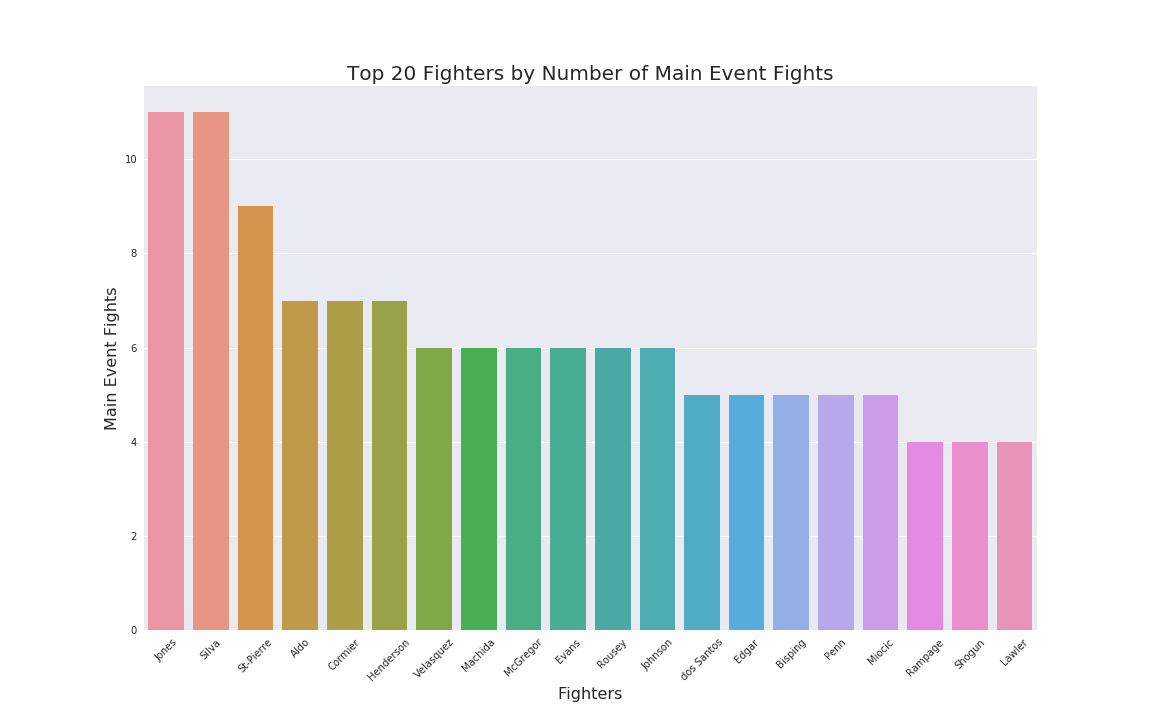 Top 20 Fighters by Number of Main Event Fights
Main Event Fights
10
8
6
4
2
0
Jones
Silva
St-Pierre
Aldo
Cormier
Henderson
Velasquez
Machida
McGregor
Evans
Rousey
Johnson
dos Santos
Edgar
Bisping
Penn
Miocic
Rampage
Shogun
Lawler
Fighters